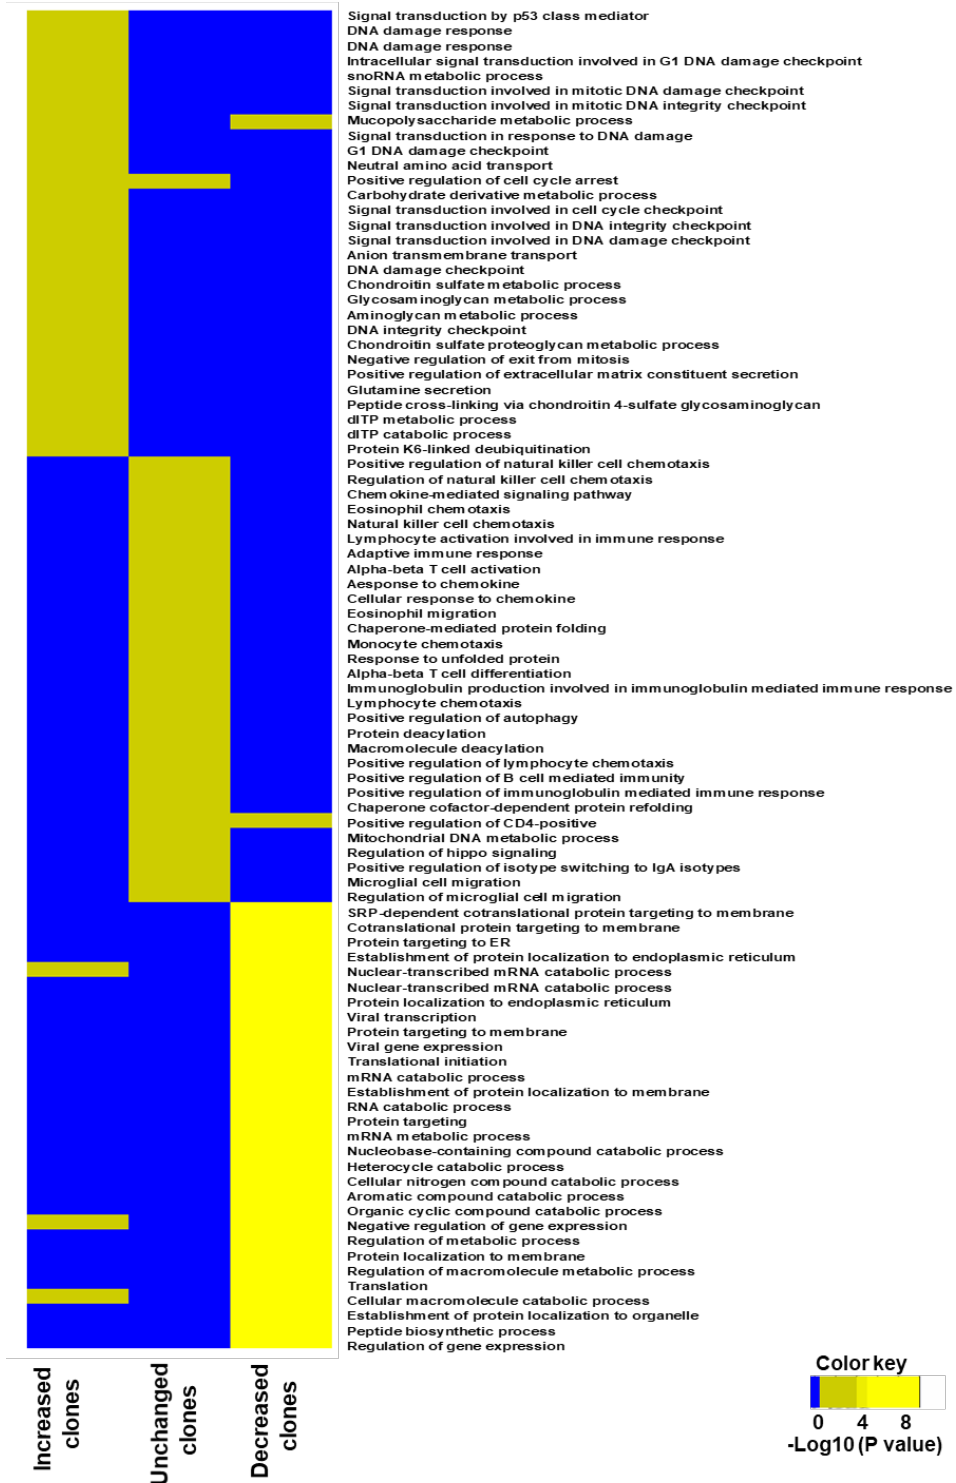 Signal transduction by p53 class mediator
DNA damage response
DNA damage response
Intracellular signal transduction involved in G1 DNA damage checkpoint
snoRNA metabolic process
Signal transduction involved in mitotic DNA damage checkpoint
Signal transduction involved in mitotic DNA integrity checkpoint
Mucopolysaccharide metabolic process
Signal transduction in response to DNA damage
G1 DNA damage checkpoint
Neutral amino acid transport
Positive regulation of cell cycle arrest
Carbohydrate derivative metabolic process
Signal transduction involved in cell cycle checkpoint
Signal transduction involved in DNA integrity checkpoint
Signal transduction involved in DNA damage checkpoint
Anion transmembrane transport
DNA damage checkpoint
Chondroitin sulfate metabolic process
Glycosaminoglycan metabolic process
Aminoglycan metabolic process
DNA integrity checkpoint
Chondroitin sulfate proteoglycan metabolic process
Negative regulation of exit from mitosis
Positive regulation of extracellular matrix constituent secretion
Glutamine secretion
Peptide cross-linking via chondroitin 4-sulfate glycosaminoglycan
dITP metabolic process
dITP catabolic process
Protein K6-linked deubiquitination
Positive regulation of natural killer cell chemotaxis
Regulation of natural killer cell chemotaxis
Chemokine-mediated signaling pathway
Eosinophil chemotaxis
Natural killer cell chemotaxis
Lymphocyte activation involved in immune response
Adaptive immune response
Alpha-beta T cell activation
Aesponse to chemokine
Cellular response to chemokine
Eosinophil migration
Chaperone-mediated protein folding
Monocyte chemotaxis
Response to unfolded protein
Alpha-beta T cell differentiation
Immunoglobulin production involved in immunoglobulin mediated immune response
Lymphocyte chemotaxis
Positive regulation of autophagy
Protein deacylation
Macromolecule deacylation
Positive regulation of lymphocyte chemotaxis
Positive regulation of B cell mediated immunity
Positive regulation of immunoglobulin mediated immune response
Chaperone cofactor-dependent protein refolding
Positive regulation of CD4-positive
Mitochondrial DNA metabolic process
Regulation of hippo signaling
Positive regulation of isotype switching to IgA isotypes
Microglial cell migration
Regulation of microglial cell migration
SRP-dependent cotranslational protein targeting to membrane
Cotranslational protein targeting to membrane
Protein targeting to ER
Establishment of protein localization to endoplasmic reticulum
Nuclear-transcribed mRNA catabolic process
Nuclear-transcribed mRNA catabolic process
Protein localization to endoplasmic reticulum
Viral transcription
Protein targeting to membrane
Viral gene expression
Translational initiation
mRNA catabolic process
Establishment of protein localization to membrane
RNA catabolic process
Protein targeting
mRNA metabolic process
Nucleobase-containing compound catabolic process
Heterocycle catabolic process
Cellular nitrogen compound catabolic process
Aromatic compound catabolic process
Organic cyclic compound catabolic process
Negative regulation of gene expression
Regulation of metabolic process
Protein localization to membrane
Regulation of macromolecule metabolic process
Translation
Cellular macromolecule catabolic process
Establishment of protein localization to organelle
Peptide biosynthetic process
Regulation of gene expression
Increased
clones
Unchanged
clones
Decreased
clones
Color key
0 4 8
-Log10 (P value)